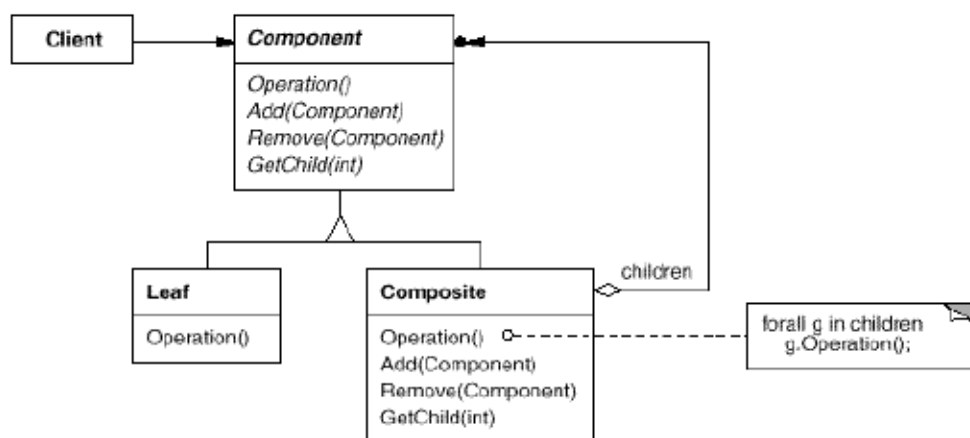 Client
Component
Operation()
Add(Component)
Remove(Component)
GetChild(int)
Leaf
Operation()
Composite
Operation()
Add(Component)
Remove(Component)
GetChild(int)
children
forall g in children
g.Operation();